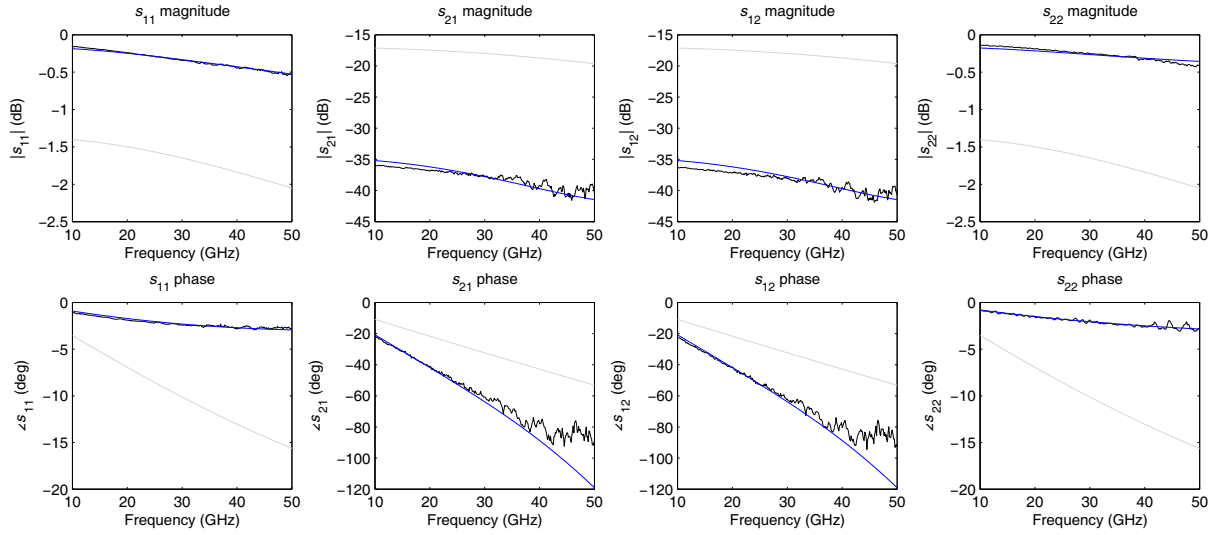 s11 magnitude
0
−0.5
−1
−1.5
−2
−2.5
|s11| (dB)
10 20 30 40 50
Frequency (GHz)
s21 magnitude
−15
−20
−25
−30
−35
−40
−45
|s21| (dB)
10 20 30 40 50
Frequency (GHz)
s12 magnitude
−15
−20
−25
−30
−35
−40
−45
|s12| (dB)
10 20 30 40 50
Frequency (GHz)
s22 magnitude
0
−0.5
−1
−1.5
−2
−2.5
|s22| (dB)
10 20 30 40 50
Frequency (GHz)
s11 phase
0
−5
−10
−15
−20
∠s11 (deg)
10 20 30 40 50
Frequency (GHz)
s21 phase
0
−20
−40
−60
−80
−100
−120
∠s21 (deg)
10 20 30 40 50
Frequency (GHz)
s12 phase
0
−20
−40
−60
−80
−100
−120
∠s12 (deg)
10 20 30 40 50
Frequency (GHz)
s22 phase
0
−5
−10
−15
−20
∠s22 (deg)
10 20 30 40 50
Frequency (GHz)